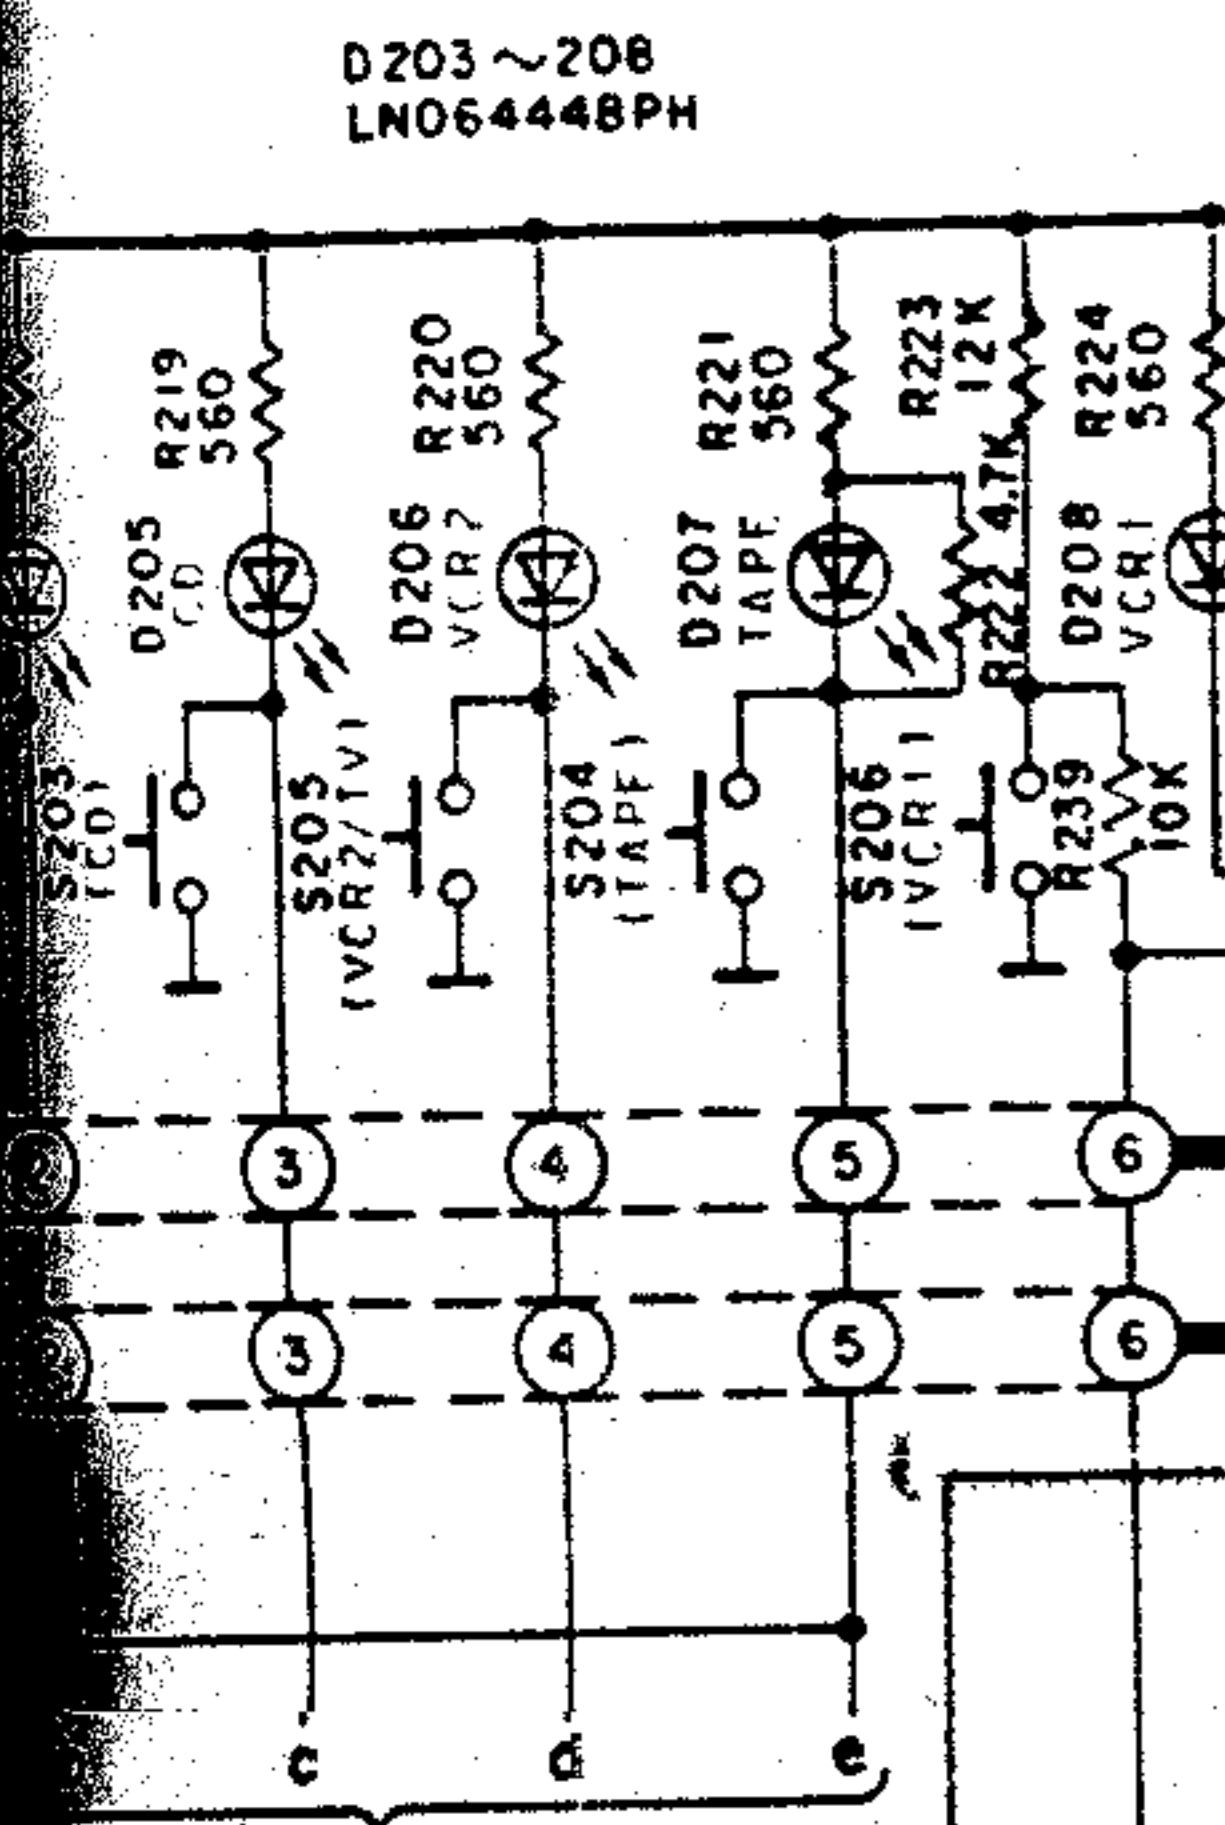 D203~208
LN064448PH
R219
560
R220
560
R221
560
R223
12K
R224
560
D205
CD
D206
VCR2
D207
TAPE
R222 4.7K
D208
VCR1
S203
(CD)
S205
(VCR2/TV)
S204
(TAPE)
S206
(VCR1)
R239
10K
2
3
4
5
6
3
4
5
6
c
d
e